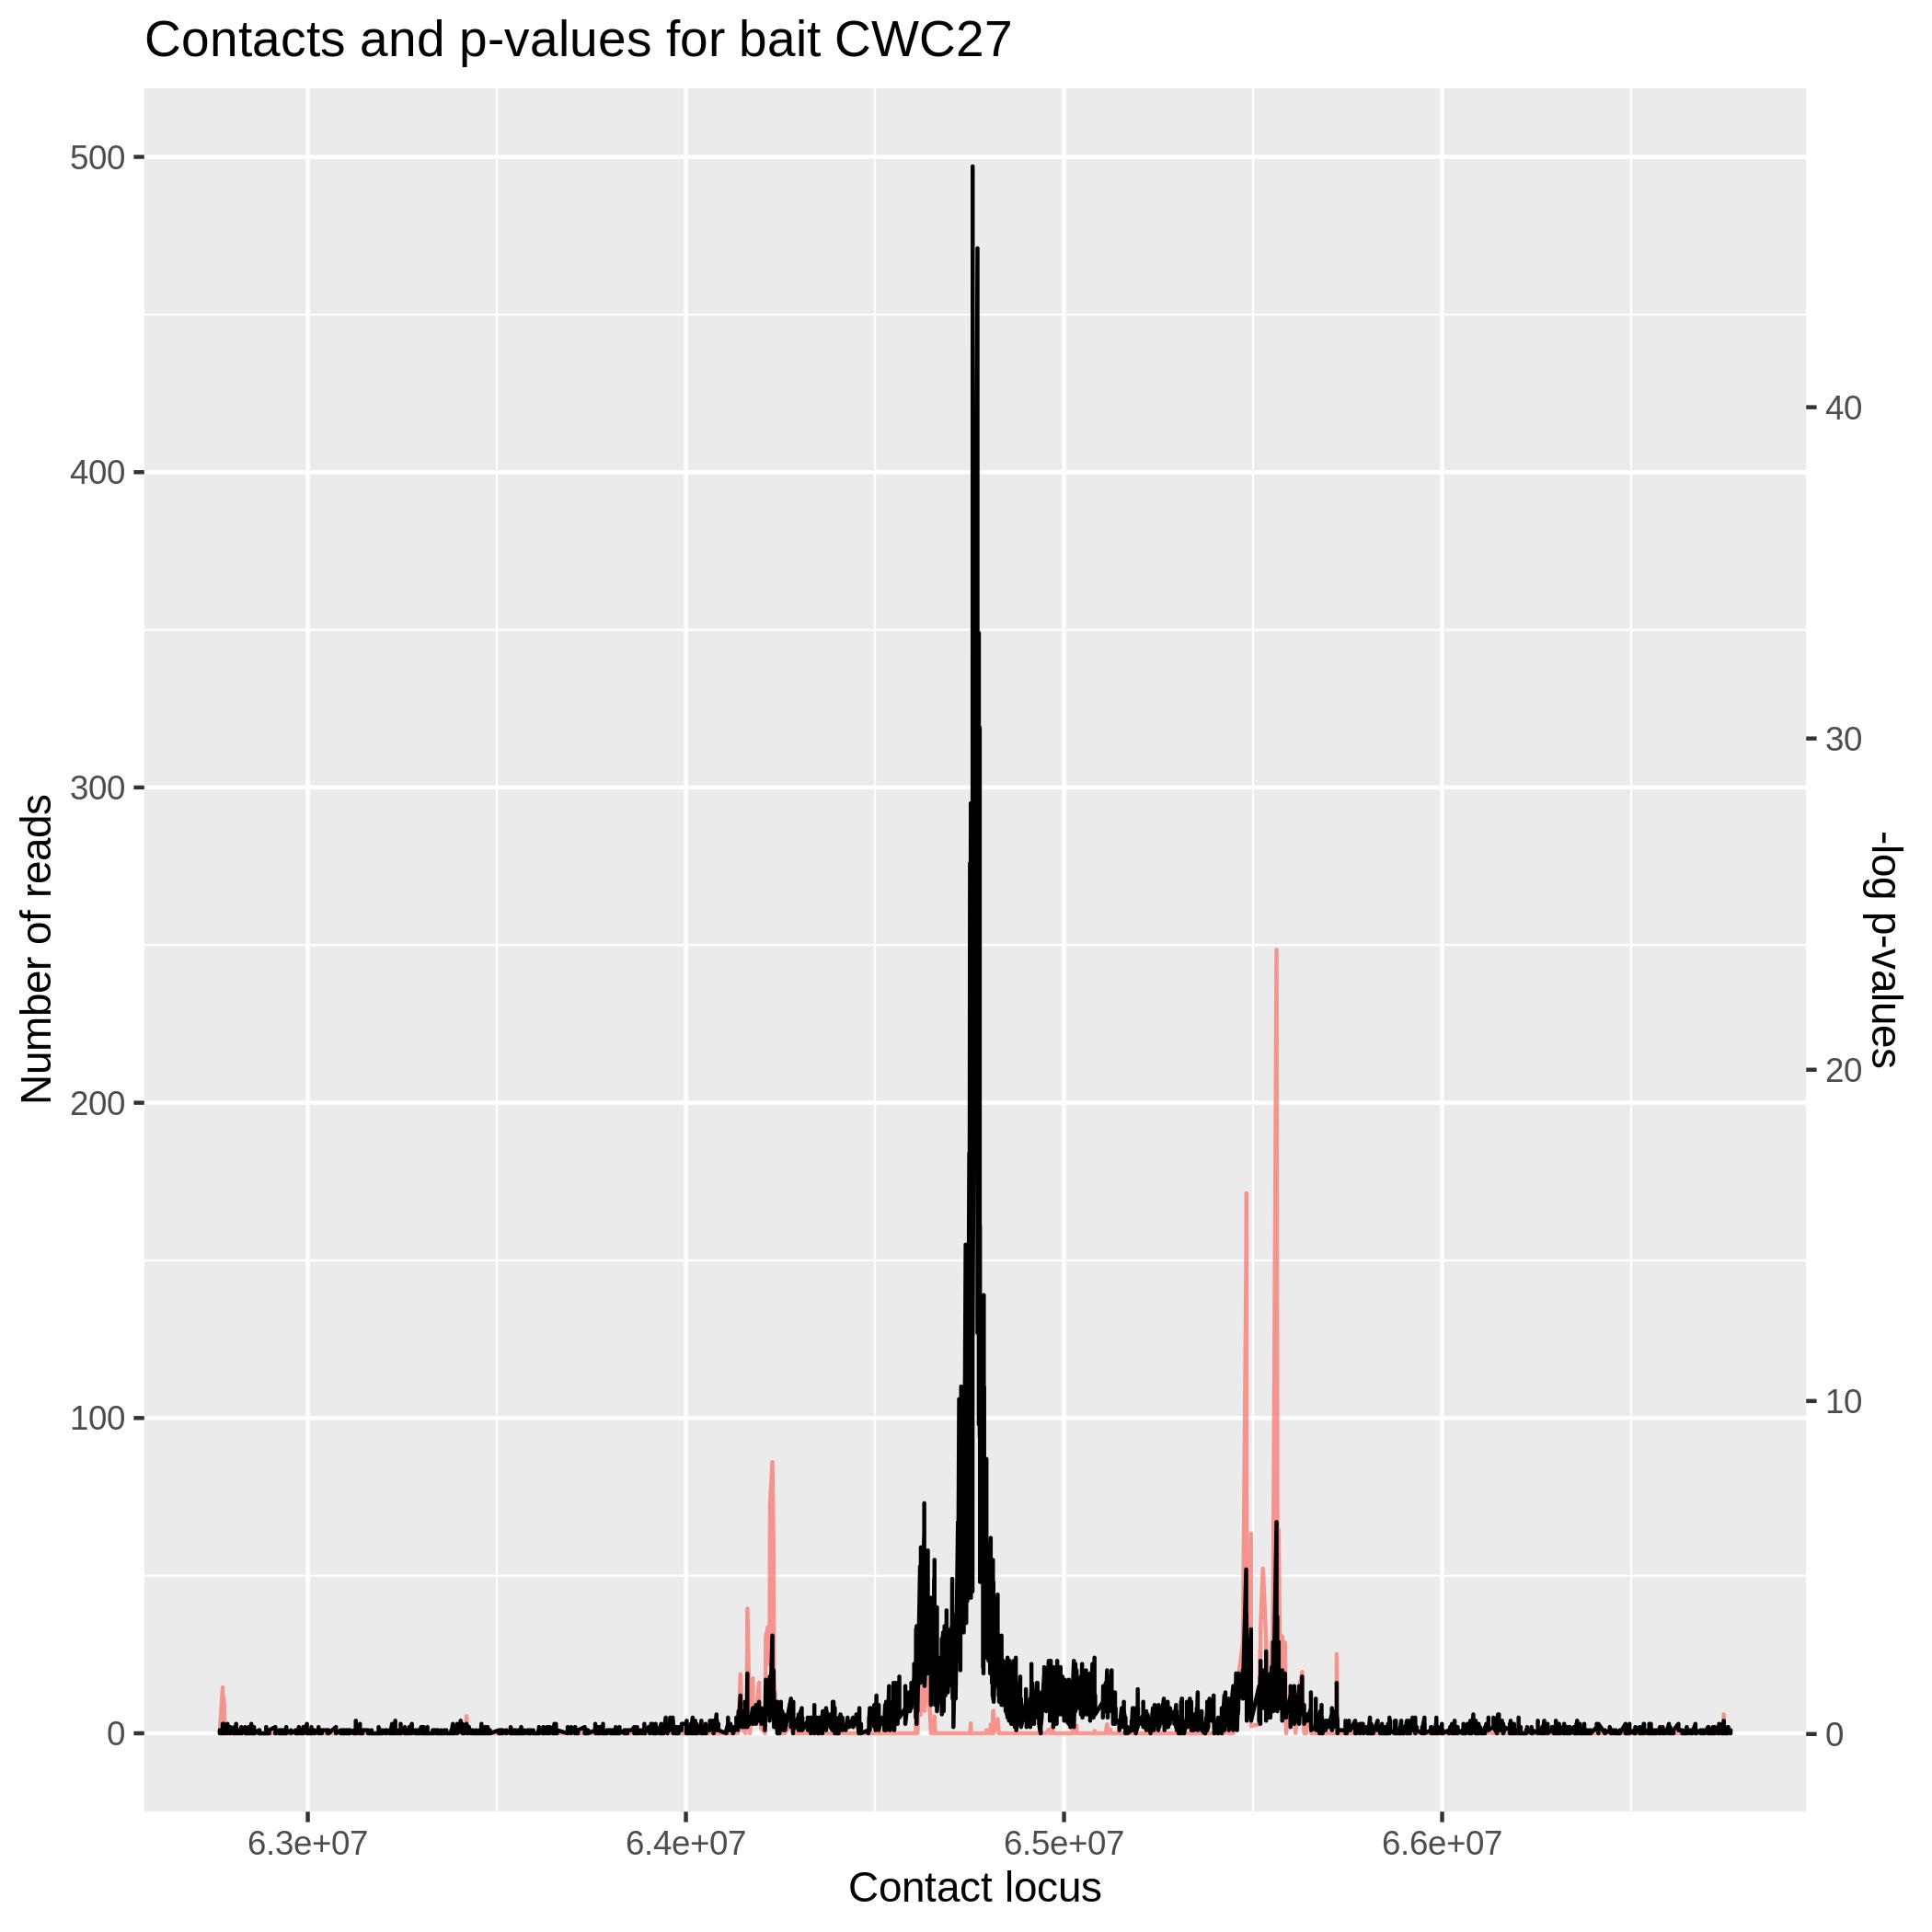 Contacts and p-values for bait CWC27
500
400
300
200
100
0
Number of reads
40
30
20
10
0
-log p-values
6.3e+07
6.4e+07
6.5e+07
6.6e+07
Contact locus